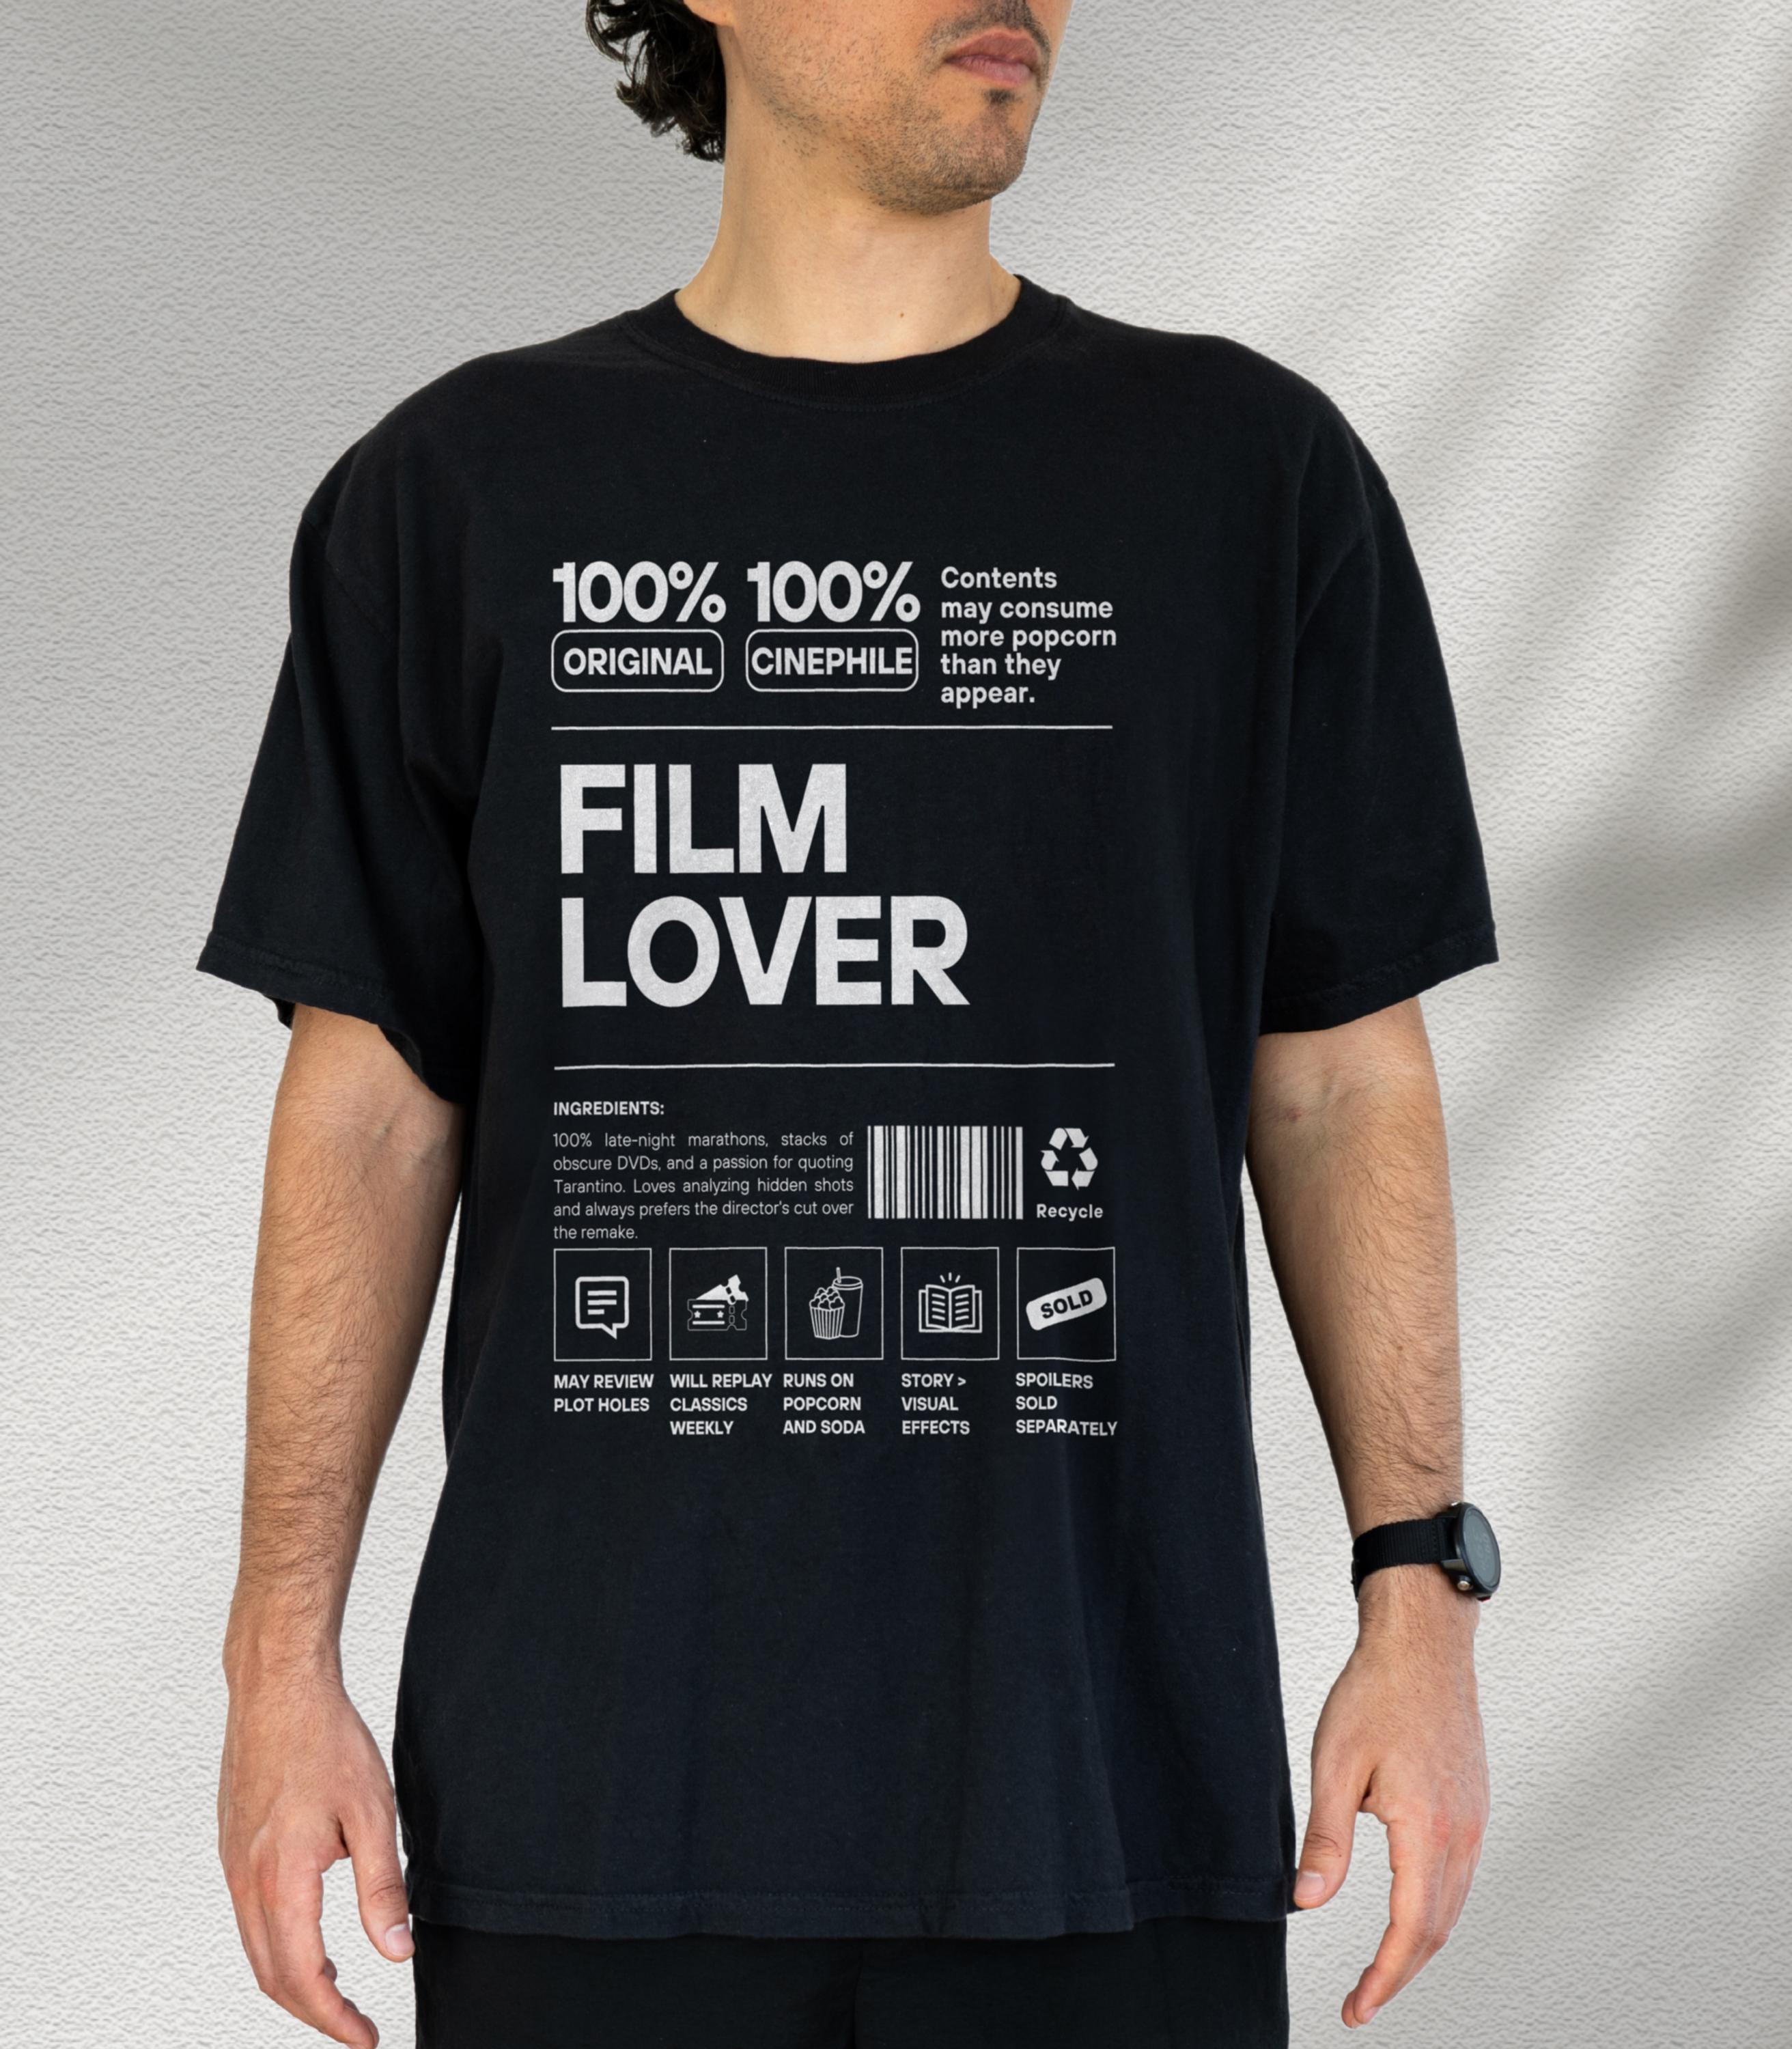 100% 100%
ORIGINAL CINEPHILE
Contents
may consume
more popcorn
than they
appear.
FILM
LOVER
INGREDIENTS:
100% late-night marathons, stacks of
obscure DVDs, and a passion for quoting
Tarantino. Loves analyzing hidden shots
and always prefers the director's cut over
the remake.
Recycle
SOLD
MAY REVIEW
PLOT HOLES
WILL REPLAY
CLASSICS
WEEKLY
RUNS ON
POPCORN
AND SODA
STORY >
VISUAL
EFFECTS
SPOILERS
SOLD
SEPARATELY